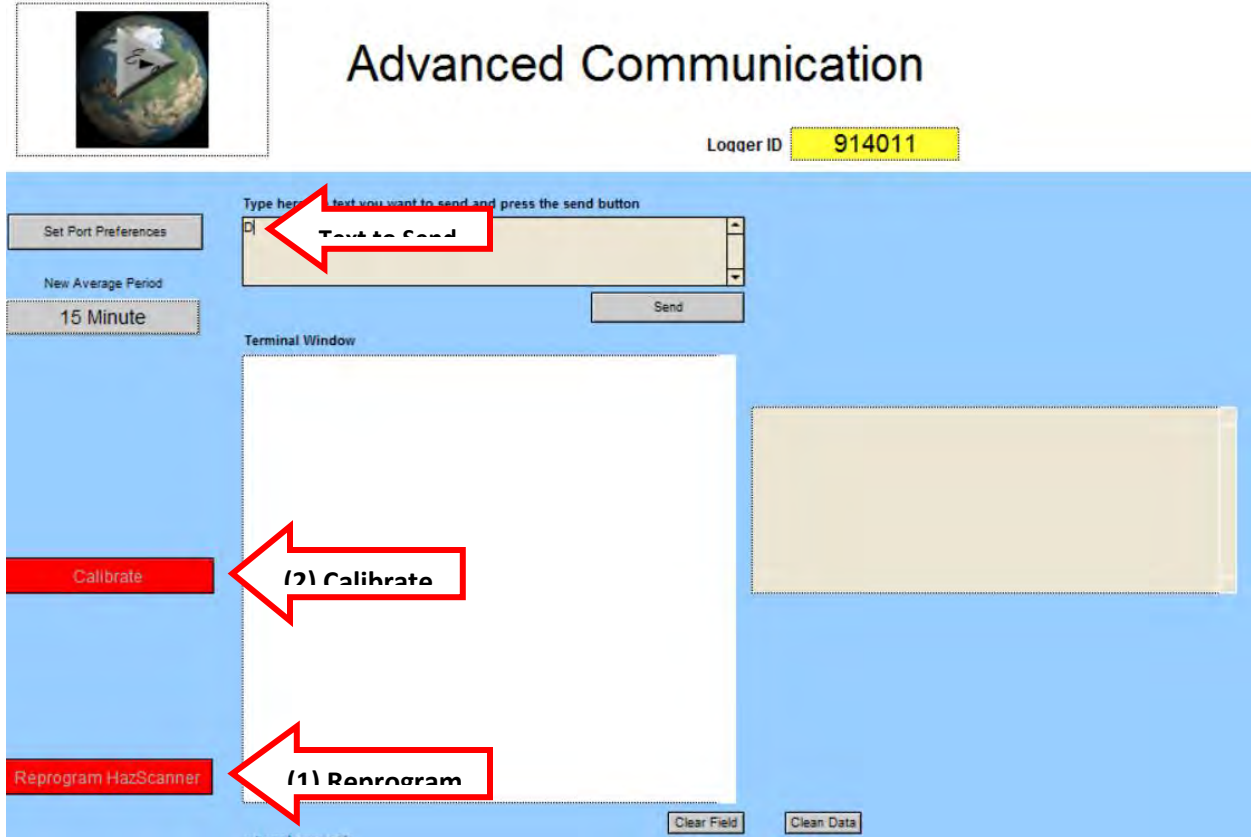 Advanced Communication
Logger ID 914011
Type here text you want to send and press the send button
Set Port Preferences
D
Text to Send
New Average Period
Send
15 Minute
Terminal Window
Calibrate
(2) Calibrate
Reprogram HazScanner
(1) Reprogram
Clear Field
Clean Data